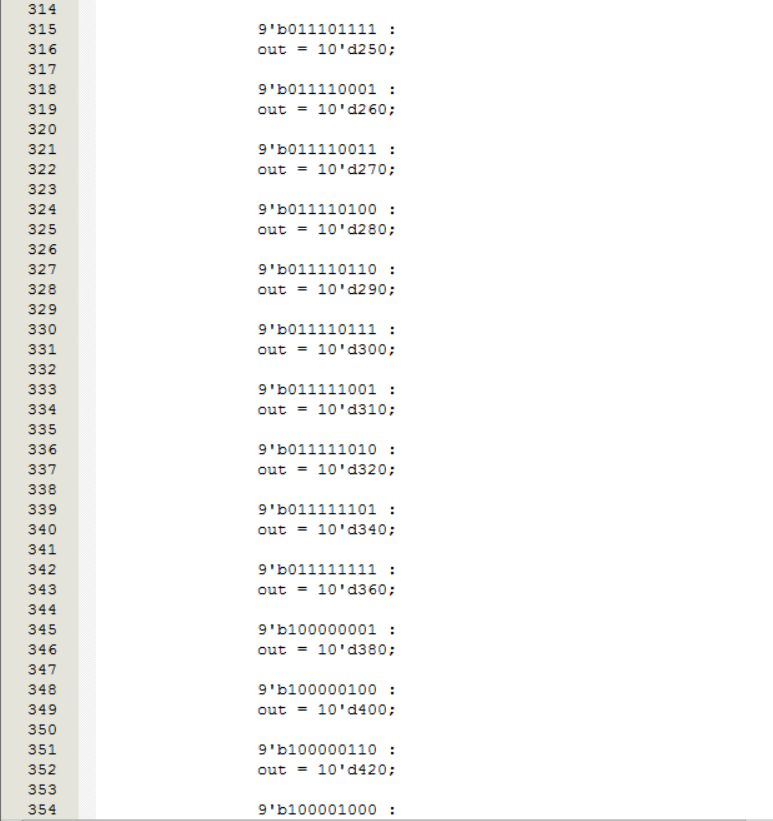 314
315 9'b011101111 :
316 out = 10'd250;
317
318 9'b011110001 :
319 out = 10'd260;
320
321 9'b011110011 :
322 out = 10'd270;
323
324 9'b011110100 :
325 out = 10'd280;
326
327 9'b011110110 :
328 out = 10'd290;
329
330 9'b011110111 :
331 out = 10'd300;
332
333 9'b011111001 :
334 out = 10'd310;
335
336 9'b011111010 :
337 out = 10'd320;
338
339 9'b011111101 :
340 out = 10'd340;
341
342 9'b011111111 :
343 out = 10'd360;
344
345 9'b100000001 :
346 out = 10'd380;
347
348 9'b100000100 :
349 out = 10'd400;
350
351 9'b100000110 :
352 out = 10'd420;
353
354 9'b100001000 :